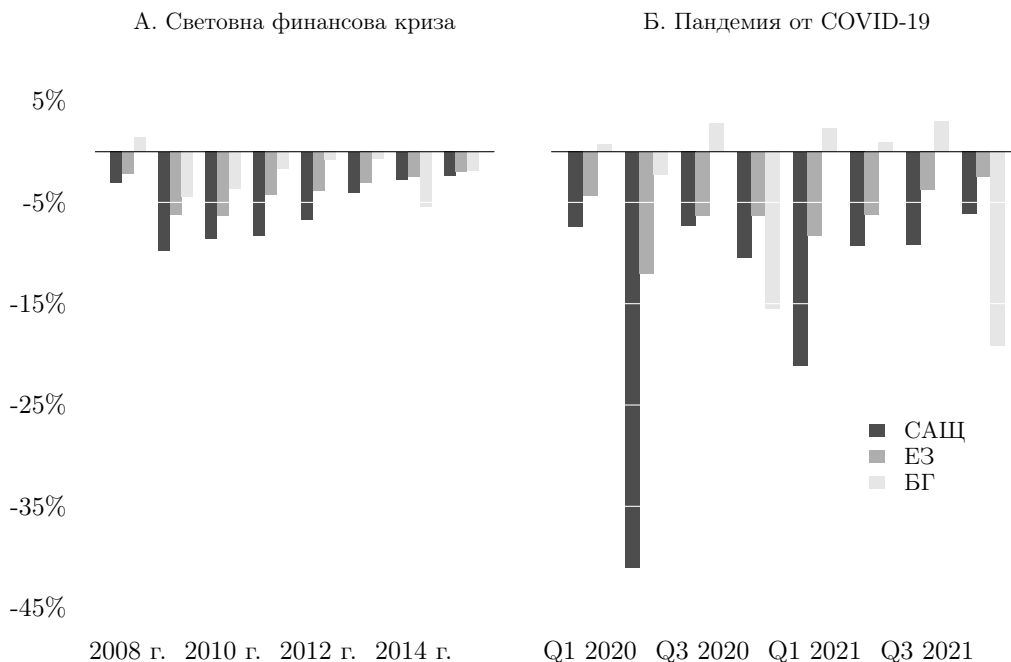 А. Световна финансова криза
Б. Пандемия от COVID-19
5%
-5%
-15%
-25%
-35%
-45%
САЩ
ЕЗ
БГ
2008 г. 2010 г. 2012 г. 2014 г.
Q1 2020 Q3 2020 Q1 2021 Q3 2021